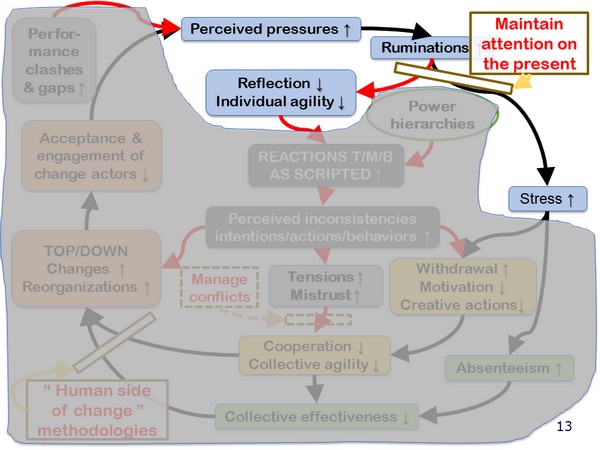 Perfor-
mance
clashes
& gaps ↑
Perceived pressures ↑
Ruminations ↑
Maintain
attention on
the present
Reflection ↓
Individual agility ↓
Power
hierarchies
Acceptance &
engagement of
change actors ↓
REACTIONS T/M/B
AS SCRIPTED ↑
Stress ↑
Perceived inconsistencies
intentions/actions/behaviors ↑
TOP/DOWN
Changes ↑
Reorganizations ↑
Manage
conflicts
Tensions ↑
Mistrust ↑
Withdrawal ↑
Motivation ↓
Creative actions ↓
Cooperation ↓
Collective agility ↓
Absenteeism ↑
“ Human side
of change ”
methodologies
Collective effectiveness ↓
13